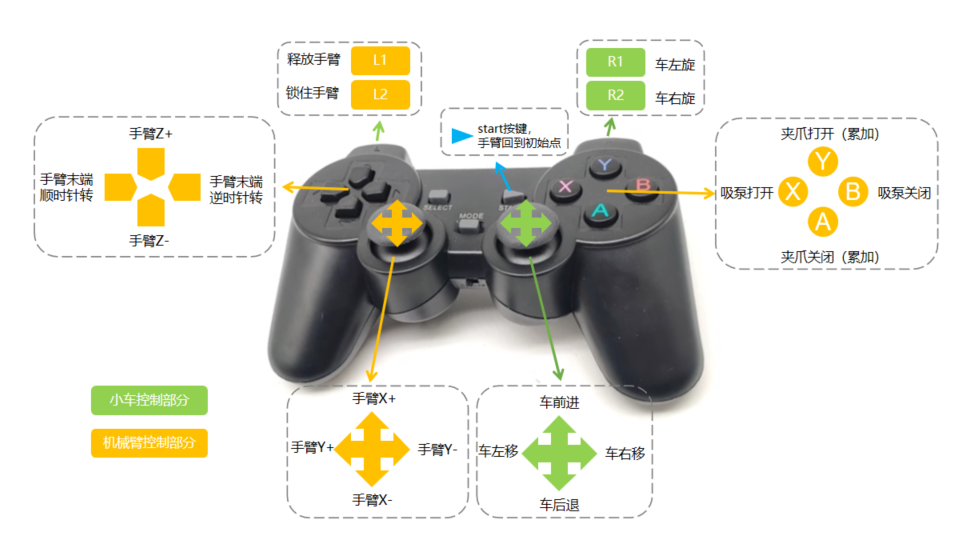 释放手臂 L1
锁住手臂 L2
R1 车左旋
R2 车右旋
start按键,
手臂回到初始点
手臂Z+
手臂末端
顺时针转
手臂末端
逆时针转
手臂Z-
夹爪打开（累加）
Y
吸泵打开 X B 吸泵关闭
A
夹爪关闭（累加）
Y
X B
A
SELECT
MODE
小车控制部分
机械臂控制部分
手臂X+
手臂Y+ 手臂Y-
手臂X-
车前进
车左移 车右移
车后退